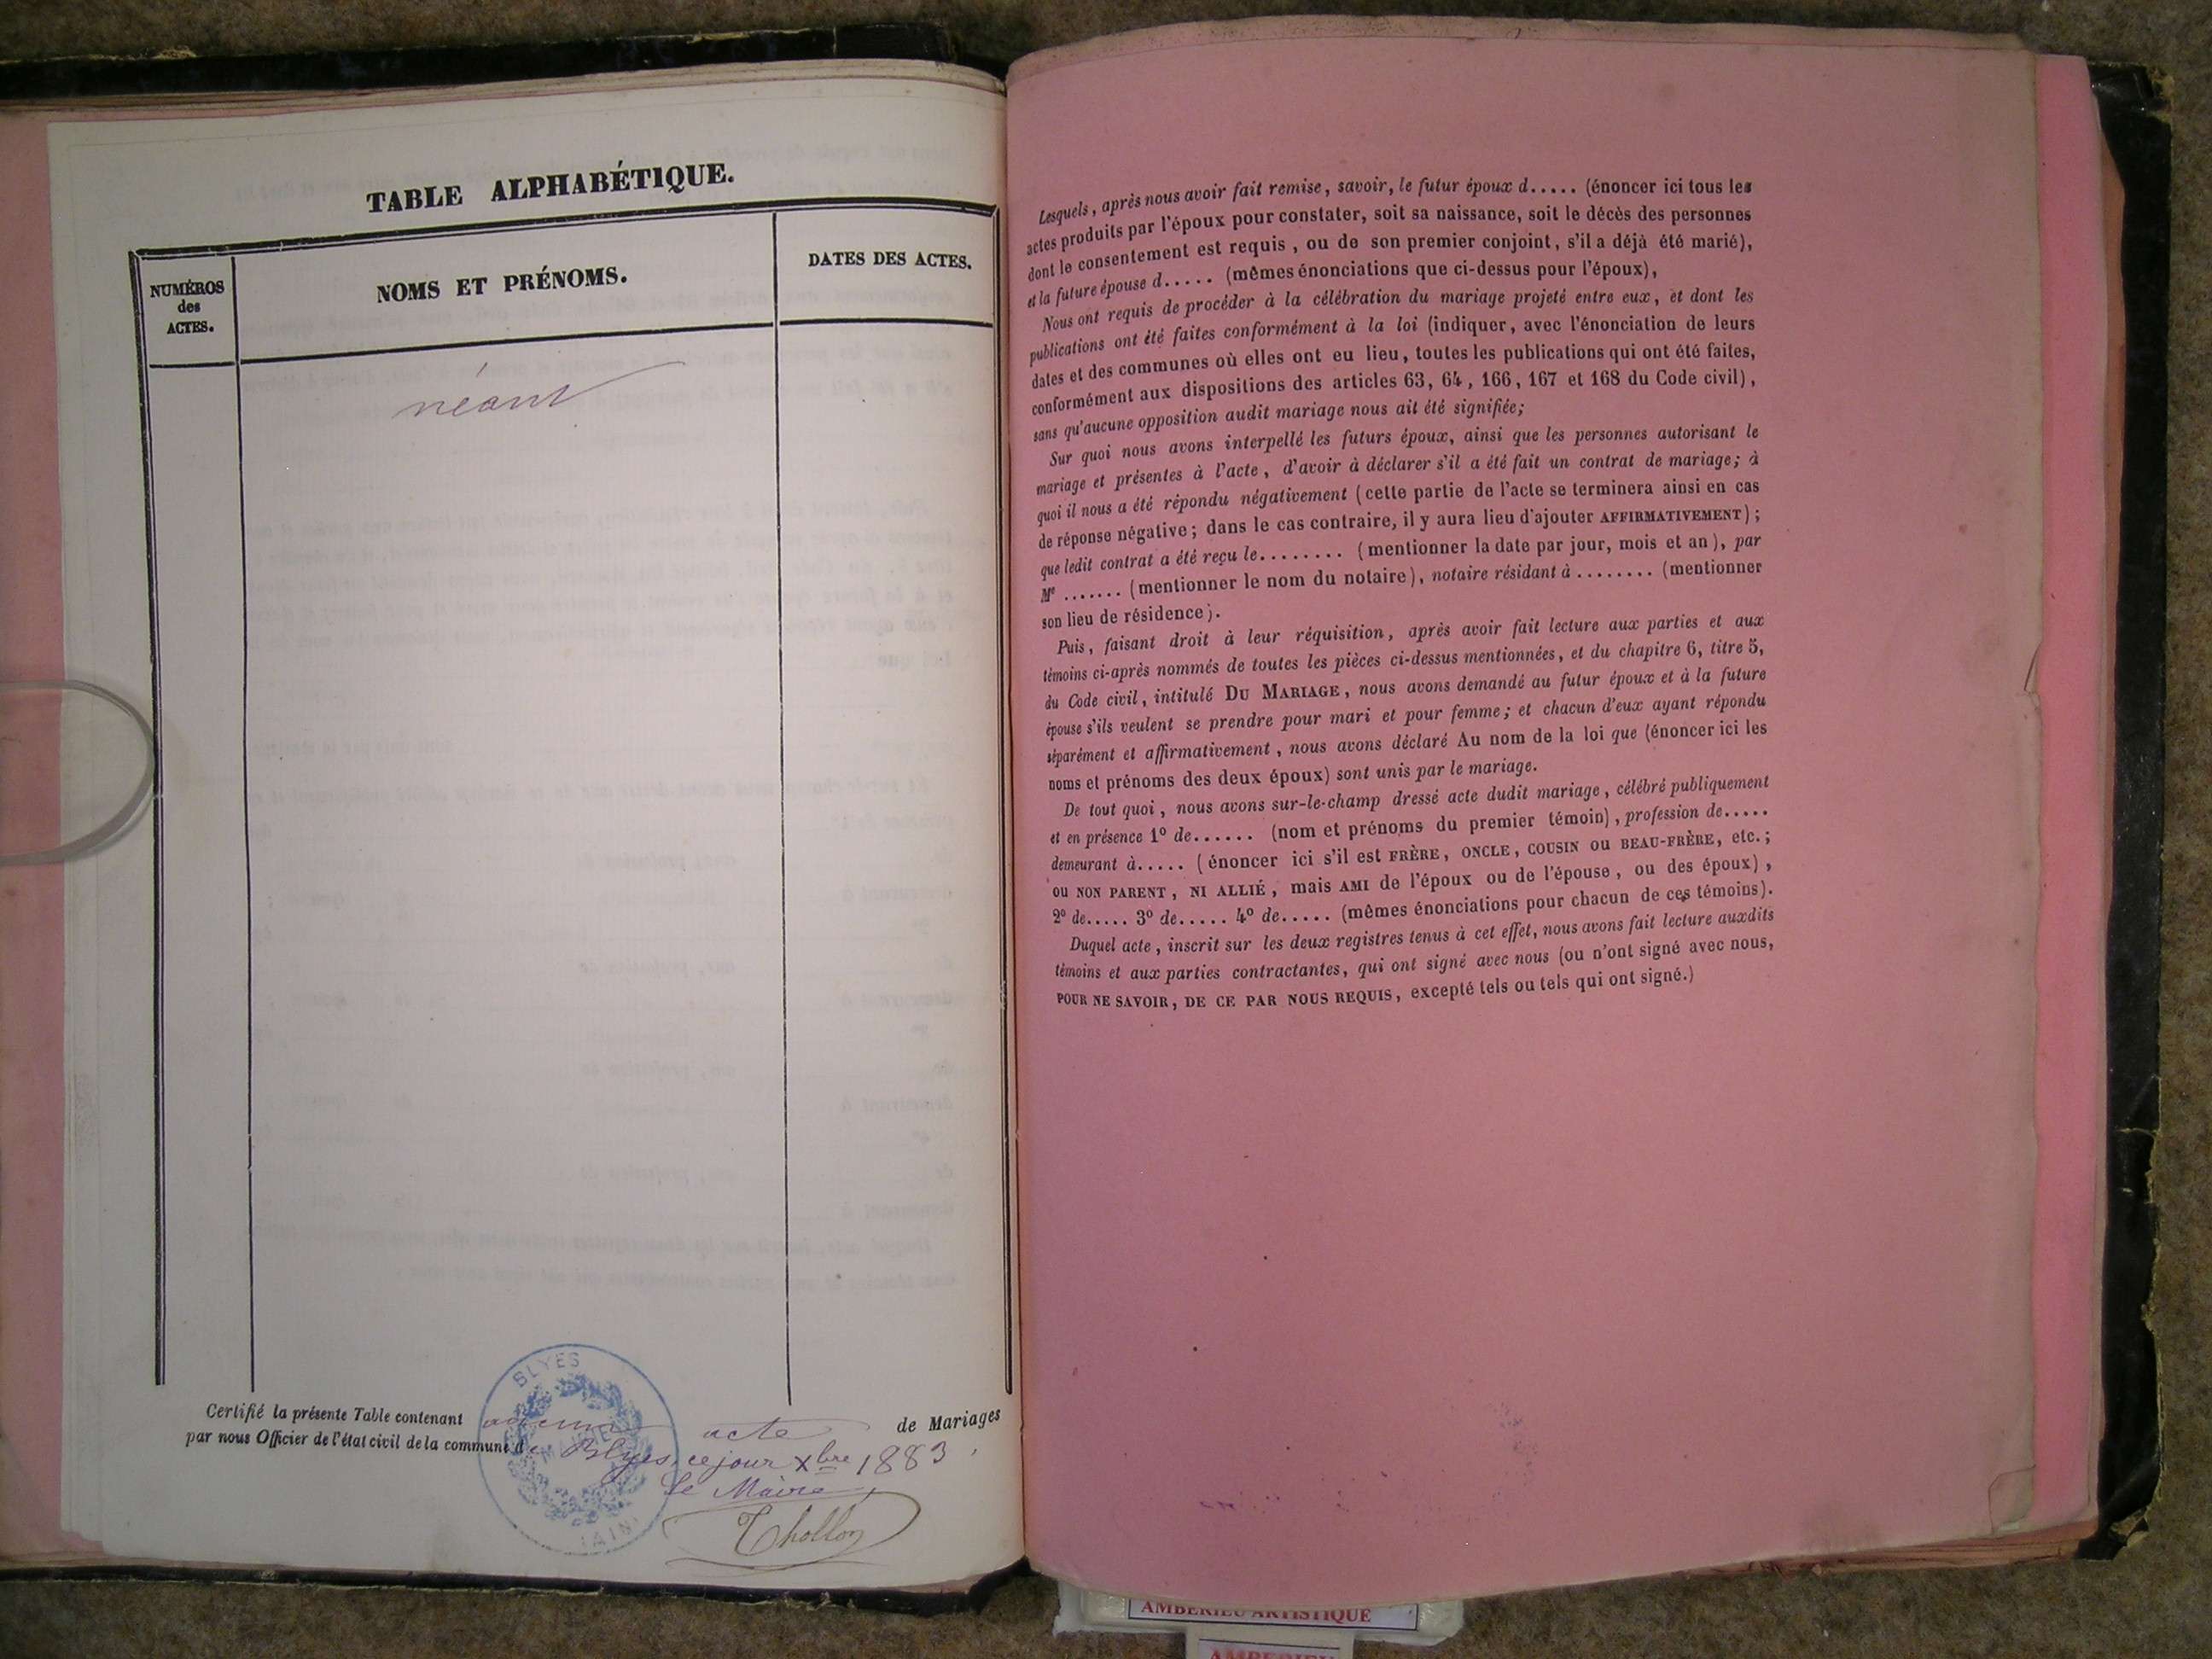 TABLE ALPHABÉTIQUE.
NUMÉROS
des
ACTES.
NOMS ET PRÉNOMS.
DATES DES ACTES.
néant
Certifié la présente Table contenant aucun acte de Mariages
par nous Officier de l'état civil de la commune de Blyes, ce jour Xbre 1883,
Le Maire,
Thollon
BLYES
MAIRIE
(AIN)
Lesquels, après nous avoir fait remise, savoir, le futur époux d..... (énoncer ici tous les
actes produits par l'époux pour constater, soit sa naissance, soit le décès des personnes
dont le consentement est requis, ou de son premier conjoint, s'il a déjà été marié),
et la future épouse d..... (mêmes énonciations que ci-dessus pour l'époux),
Nous ont requis de procéder à la célébration du mariage projeté entre eux, et dont les
publications ont été faites conformément à la loi (indiquer, avec l'énonciation de leurs
dates et des communes où elles ont eu lieu, toutes les publications qui ont été faites,
conformément aux dispositions des articles 63, 64, 166, 167 et 168 du Code civil),
sans qu'aucune opposition audit mariage nous ait été signifiée;
Sur quoi nous avons interpellé les futurs époux, ainsi que les personnes autorisant le
mariage et présentes à l'acte, d'avoir à déclarer s'il a été fait un contrat de mariage; à
quoi il nous a été répondu négativement (cette partie de l'acte se terminera ainsi en cas
de réponse négative; dans le cas contraire, il y aura lieu d'ajouter AFFIRMATIVEMENT);
que ledit contrat a été reçu le........ (mentionner la date par jour, mois et an), par
Me ....... (mentionner le nom du notaire), notaire résidant à ........ (mentionner
son lieu de résidence).
Puis, faisant droit à leur réquisition, après avoir fait lecture aux parties et aux
témoins ci-après nommés de toutes les pièces ci-dessus mentionnées, et du chapitre 6, titre 5,
du Code civil, intitulé DU MARIAGE, nous avons demandé au futur époux et à la future
épouse s'ils veulent se prendre pour mari et pour femme; et chacun d'eux ayant répondu
séparément et affirmativement, nous avons déclaré Au nom de la loi que (énoncer ici les
noms et prénoms des deux époux) sont unis par le mariage.
De tout quoi, nous avons sur-le-champ dressé acte dudit mariage, célébré publiquement
et en présence 1º de...... (nom et prénoms du premier témoin), profession de.....
demeurant à..... (énoncer ici s'il est FRÈRE, ONCLE, COUSIN ou BEAU-FRÈRE, etc.;
ou NON PARENT, NI ALLIÉ, mais AMI de l'époux ou de l'épouse, ou des époux),
2º de..... 3º de..... 4º de..... (mêmes énonciations pour chacun de ces témoins).
Duquel acte, inscrit sur les deux registres tenus à cet effet, nous avons fait lecture auxdits
témoins et aux parties contractantes, qui ont signé avec nous (ou n'ont signé avec nous,
POUR NE SAVOIR, DE CE PAR NOUS REQUIS, excepté tels ou tels qui ont signé.)
AMBERIEU ARTISTIQUE
AMBERIEU